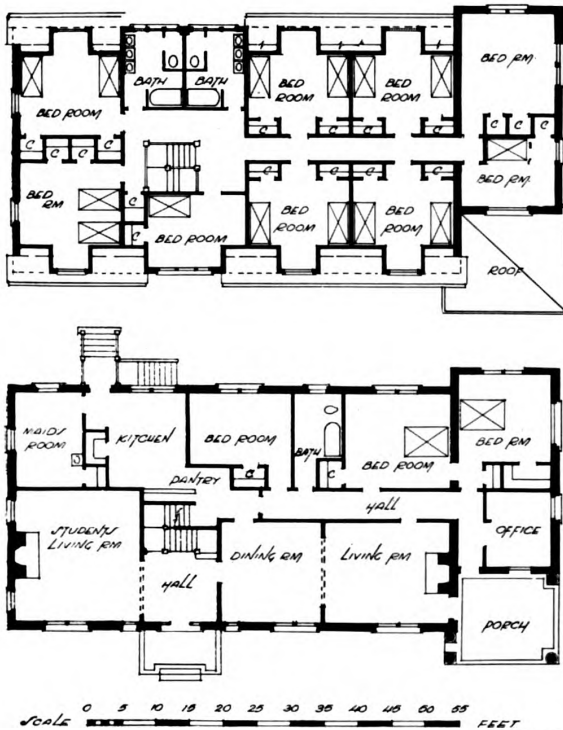 BATH
BATH
BED ROOM
BED
ROOM
BED
ROOM
BED RM.
C C C C
C C C C
C C C
C
C C C C
BED
RM
BED ROOM
BED
ROOM
BED
ROOM
BED RM.
C
ROOF
MAIDS
ROOM
KITCHEN
BED ROOM
BATH
BED ROOM
BED RM
C
C
PANTRY
HALL
STUDENTS
LIVING RM
HALL
DINING RM
LIVING RM
OFFICE
PORCH
SCALE 0 5 10 15 20 25 30 35 40 45 50 55 FEET